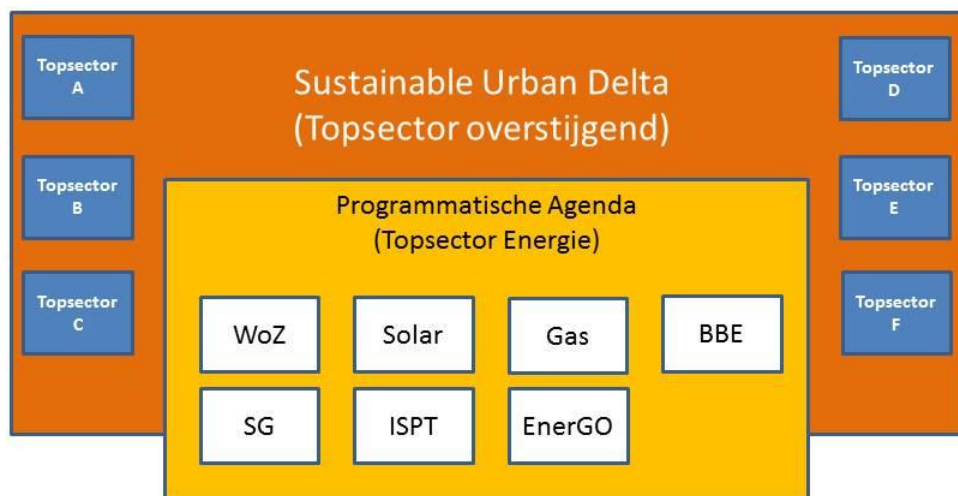 Sustainable Urban Delta
(Topsector overstijgend)
Topsector
A
Topsector
B
Topsector
C
Topsector
D
Topsector
E
Topsector
F
Programmatische Agenda
(Topsector Energie)
WoZ
Solar
Gas
BBE
SG
ISPT
EnerGO